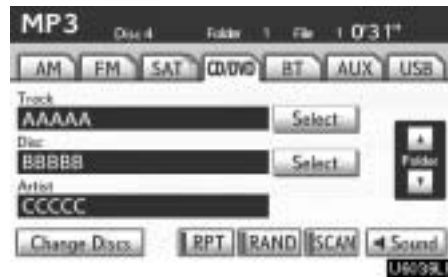 MP3 Disc 4 Folder 1 File 1 0'31"
AM FM SAT CD/DVD BT AUX USB
Track
AAAAA Select
Disc
BBBBB Select
Folder
Artist
CCCCC
Change Discs RPT RAND SCAN Sound
U6039L